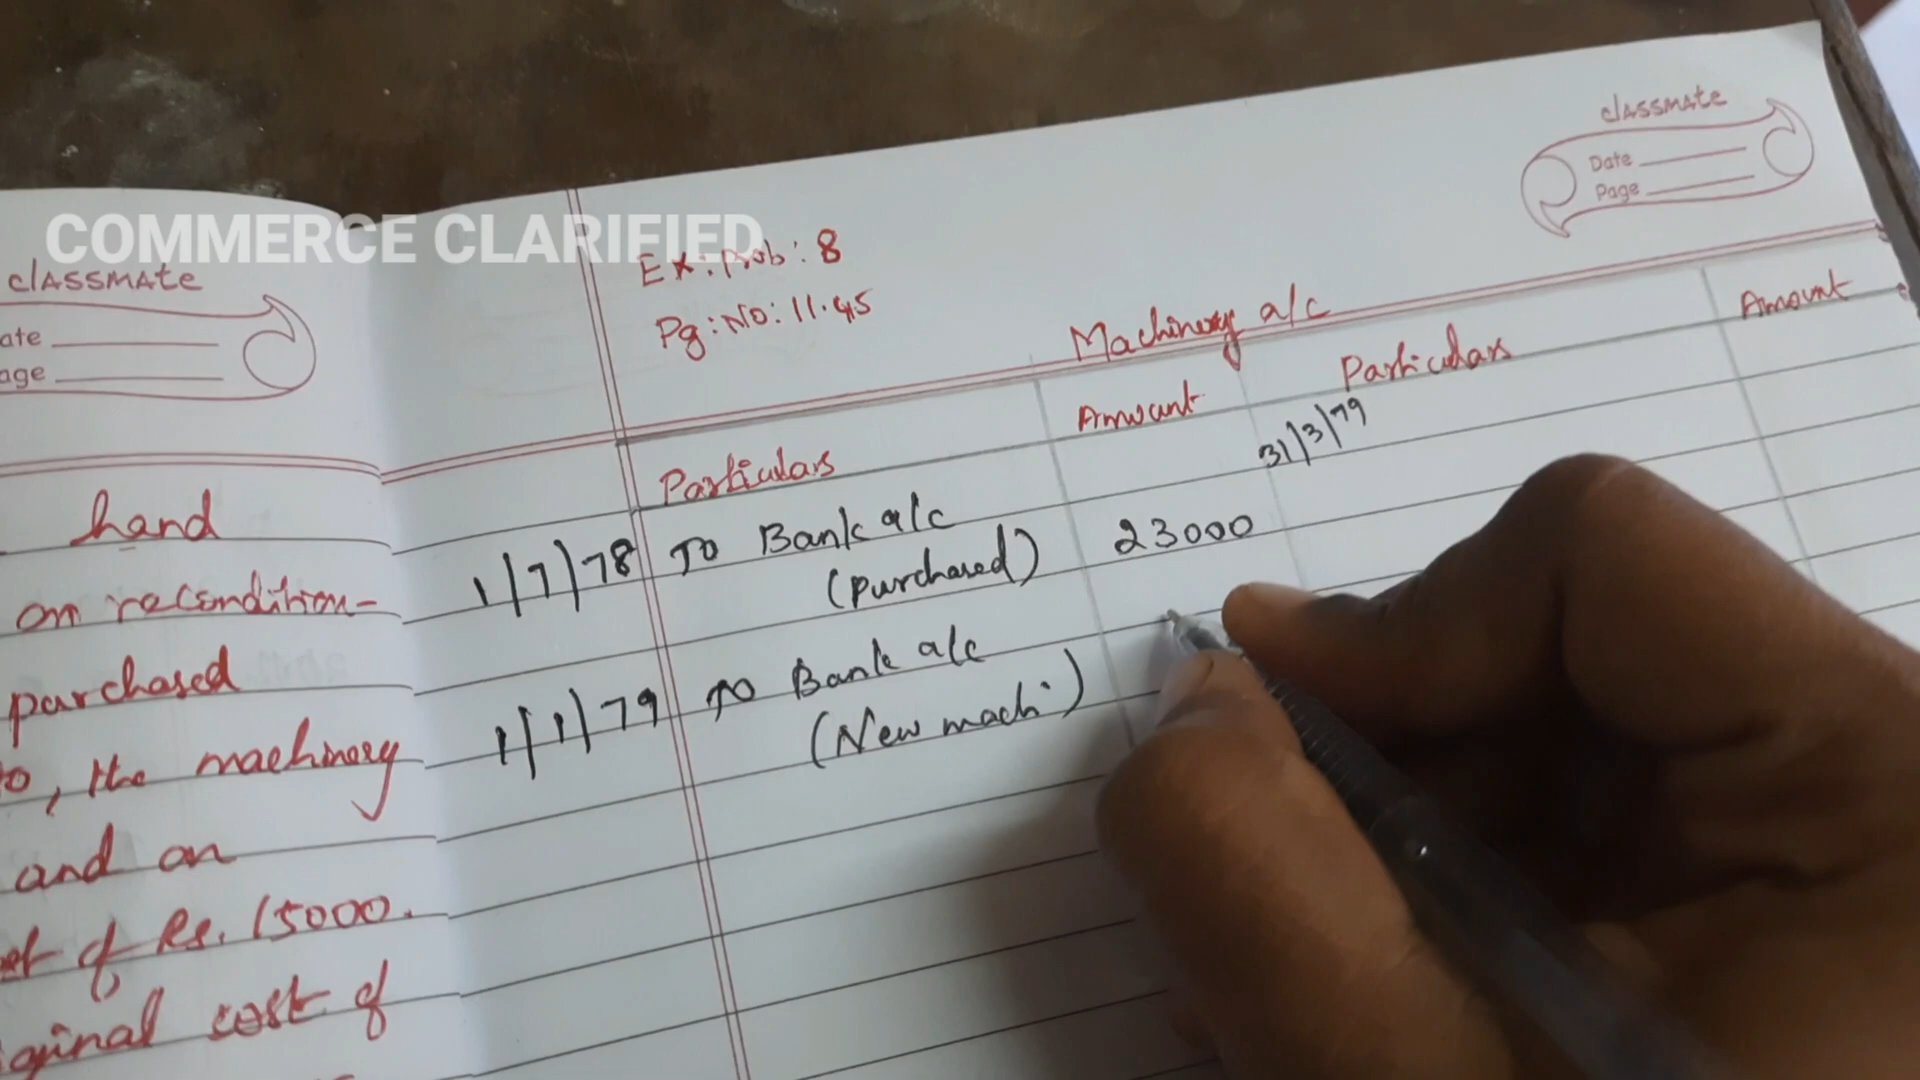 COMMERCE CLARIFIED
classmate
ate
age
hand
on recondition-
purchased
o, the machinery
and an
of Rs. 15000.
ginal cost of
classmate
Date
Page
Ex: Prob: 8
Pg: No: 11.45
Machinery a/c
Particulars Amount Particulars Amount
31/3/79
1/7/78 To Bank a/c
(purchased) 23000
1/1/79 To Bank a/c
(New mach.)